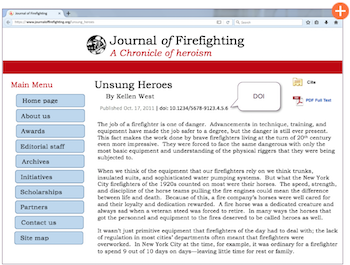 http://www.journaloffirefighting.org/unsung_heroes
Journal of Firefighting
A Chronicle of heroism
Main Menu
Home page
About us
Awards
Editorial staff
Archives
Initiatives
Scholarships
Partners
Contact us
Site map
Unsung Heroes
By Kellen West
Published Oct. 17, 2011 | doi: 10.1234/5678-9123.4.5.6
DOI
Cite
PDF Full Text
The job of a firefighter is one of danger. Advancements in technique, training, and
equipment have made the job safer to a degree, but the danger is still ever present.
This fact makes the work done by brave firefighters living at the turn of 20th century
even more impressive. They were forced to face the same dangerous with only the
most basic equipment and understanding of the physical riggers that they were being
subjected to.
When we think of the equipment that our firefighters rely on we think trunks,
insulated suits, and sophisticated water pumping systems. But what the New York
City firefighters of the 1920s counted on most were their horses. The speed, strength,
and discipline of the horse teams pulling the fire engines could mean the difference
between life and death. Because of this, a fire company's horses were well cared for
and their loyalty and dedication rewarded. A fire horse was a dedicated creature and
always sad when a veteran steed was forced to retire. In many ways the horses that
got the personnel and equipment to the fires deserved to be called heroes as well.
It wasn't just primitive equipment that firefighters of the day had to deal with; the lack
of regulation in most cities' departments often meant that firefighters were
overworked. In New York City at the time, for example, it was ordinary for a firefighter
to spend 9 out of 10 days on days—leaving little time for rest or family.